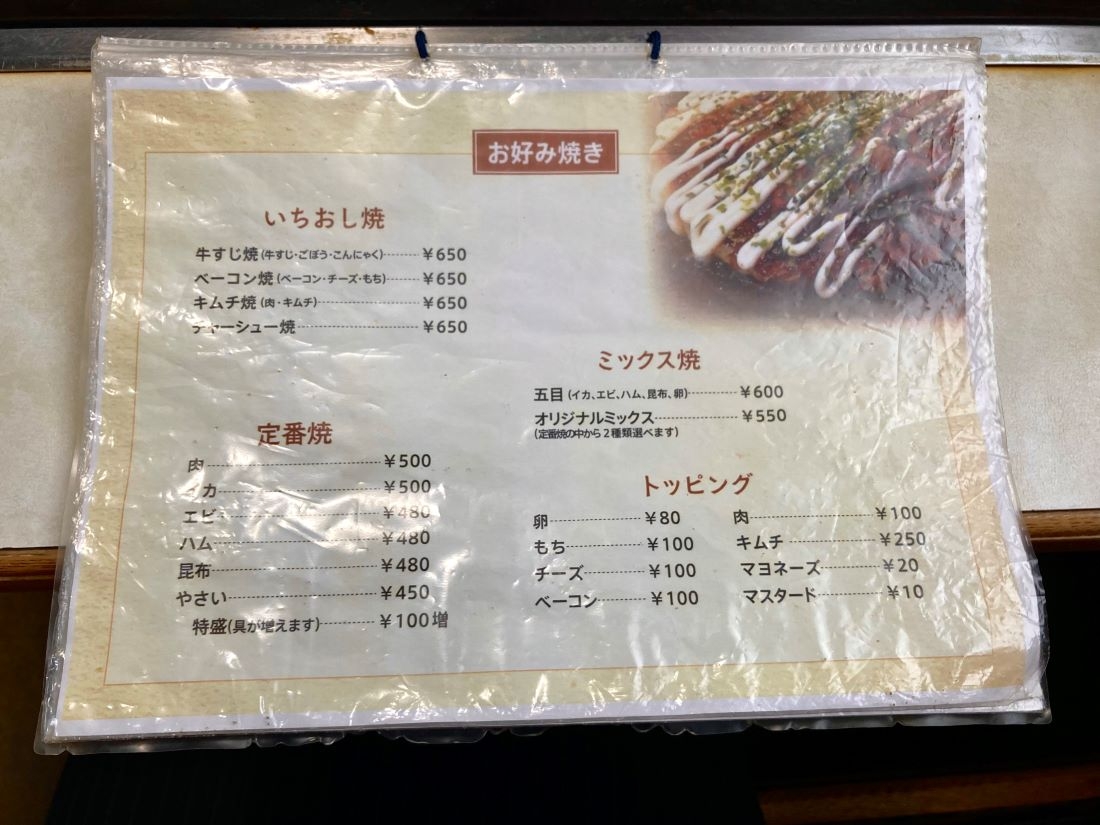 お好み焼き
いちおし焼
牛すじ焼(牛すじ・ごぼう・こんにゃく)------¥650
ベーコン焼(ベーコン・チーズ・もち)------¥650
キムチ焼(肉・キムチ)------¥650
チャーシュー焼------¥650
定番焼
肉------¥500
イカ------¥500
エビ------¥480
ハム------¥480
昆布------¥480
やさい------¥450
特盛(具が増えます)------¥100増
ミックス焼
五目(イカ、エビ、ハム、昆布、卵)------¥600
オリジナルミックス------¥550
(定番焼の中から2種類選べます)
トッピング
卵------¥80
もち------¥100
チーズ------¥100
ベーコン------¥100
肉------¥100
キムチ------¥250
マヨネーズ------¥20
マスタード------¥10